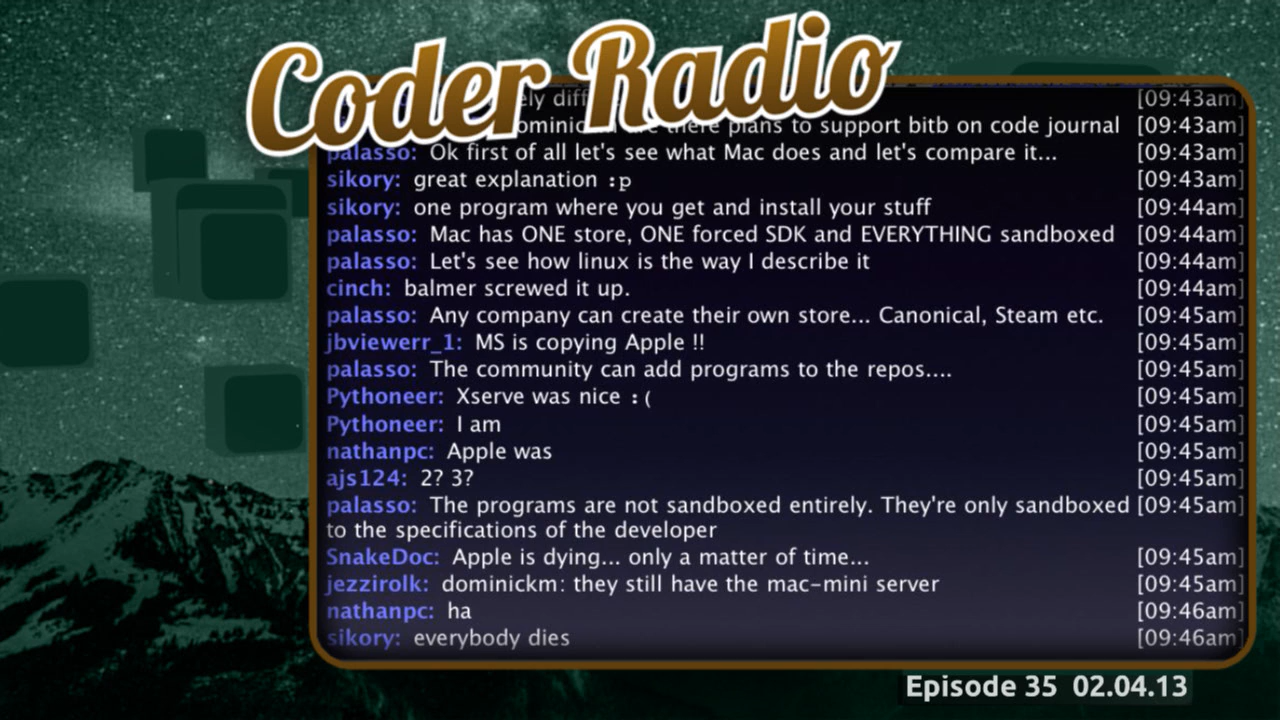 Coder Radio
ely diff [09:43am]
there plans to support bitb on code journal [09:43am]
palasso: Ok first of all let's see what Mac does and let's compare it... [09:43am]
sikory: great explanation :p [09:43am]
sikory: one program where you get and install your stuff [09:44am]
palasso: Mac has ONE store, ONE forced SDK and EVERYTHING sandboxed [09:44am]
palasso: Let's see how linux is the way I describe it [09:44am]
cinch: balmer screwed it up. [09:44am]
palasso: Any company can create their own store... Canonical, Steam etc. [09:45am]
jbviewerr_1: MS is copying Apple !! [09:45am]
palasso: The community can add programs to the repos.... [09:45am]
Pythoneer: Xserve was nice :( [09:45am]
Pythoneer: I am [09:45am]
nathanpc: Apple was [09:45am]
ajs124: 2? 3? [09:45am]
palasso: The programs are not sandboxed entirely. They're only sandboxed [09:45am]
to the specifications of the developer
SnakeDoc: Apple is dying... only a matter of time... [09:45am]
jezzirolk: dominickm: they still have the mac-mini server [09:45am]
nathanpc: ha [09:46am]
sikory: everybody dies [09:46am]
Episode 35 02.04.13